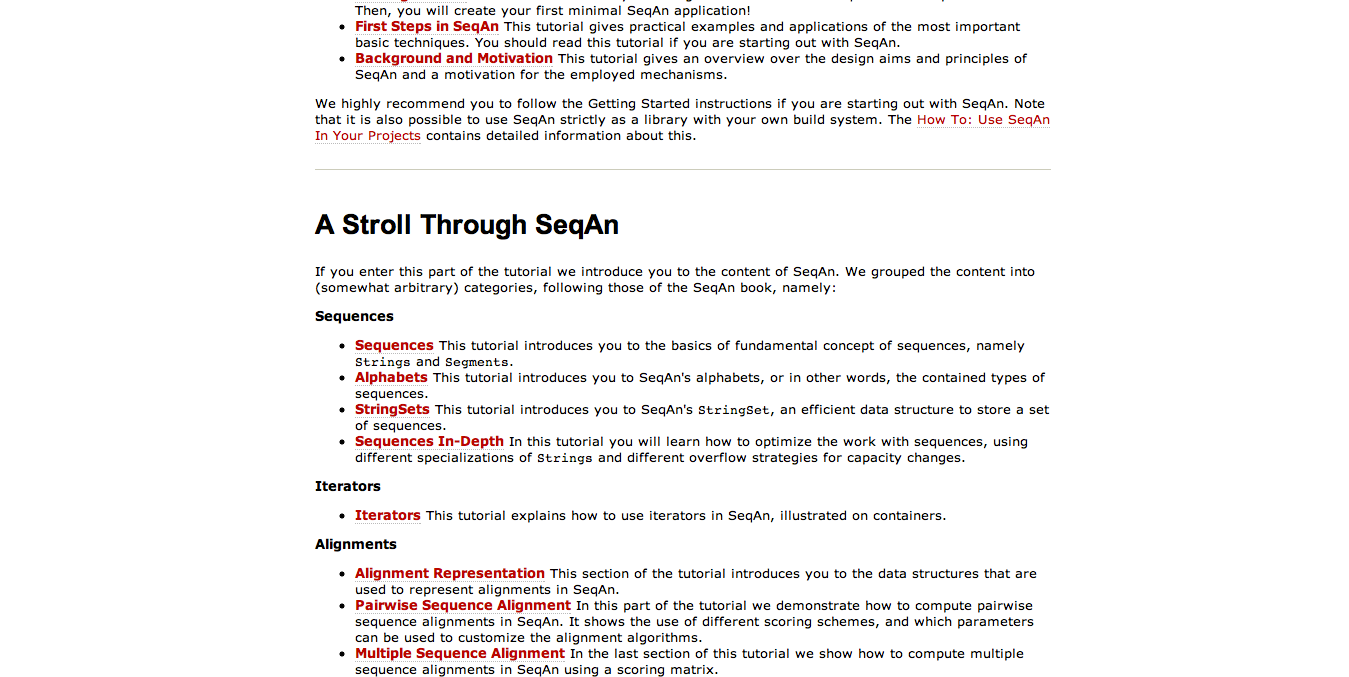 Then, you will create your first minimal SeqAn application!
• First Steps in SeqAn This tutorial gives practical examples and applications of the most important
basic techniques. You should read this tutorial if you are starting out with SeqAn.
• Background and Motivation This tutorial gives an overview over the design aims and principles of
SeqAn and a motivation for the employed mechanisms.
We highly recommend you to follow the Getting Started instructions if you are starting out with SeqAn. Note
that it is also possible to use SeqAn strictly as a library with your own build system. The How To: Use SeqAn
In Your Projects contains detailed information about this.
A Stroll Through SeqAn
If you enter this part of the tutorial we introduce you to the content of SeqAn. We grouped the content into
(somewhat arbitrary) categories, following those of the SeqAn book, namely:
Sequences
• Sequences This tutorial introduces you to the basics of fundamental concept of sequences, namely
Strings and Segments.
• Alphabets This tutorial introduces you to SeqAn's alphabets, or in other words, the contained types of
sequences.
• StringSets This tutorial introduces you to SeqAn's StringSet, an efficient data structure to store a set
of sequences.
• Sequences In-Depth In this tutorial you will learn how to optimize the work with sequences, using
different specializations of Strings and different overflow strategies for capacity changes.
Iterators
• Iterators This tutorial explains how to use iterators in SeqAn, illustrated on containers.
Alignments
• Alignment Representation This section of the tutorial introduces you to the data structures that are
used to represent alignments in SeqAn.
• Pairwise Sequence Alignment In this part of the tutorial we demonstrate how to compute pairwise
sequence alignments in SeqAn. It shows the use of different scoring schemes, and which parameters
can be used to customize the alignment algorithms.
• Multiple Sequence Alignment In the last section of this tutorial we show how to compute multiple
sequence alignments in SeqAn using a scoring matrix.